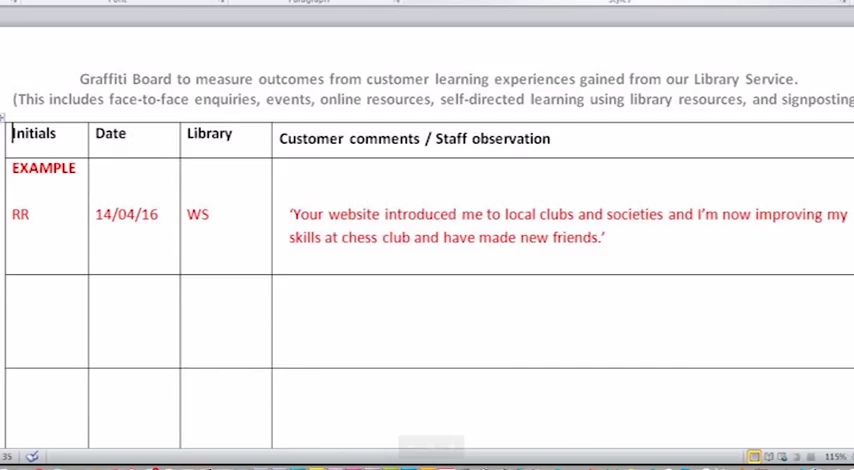 Graffiti Board to measure outcomes from customer learning experiences gained from our Library Service.
(This includes face-to-face enquiries, events, online resources, self-directed learning using library resources, and signposting
Initials Date Library Customer comments / Staff observation
EXAMPLE
RR 14/04/16 WS ‘Your website introduced me to local clubs and societies and I’m now improving my
skills at chess club and have made new friends.’
35 115%